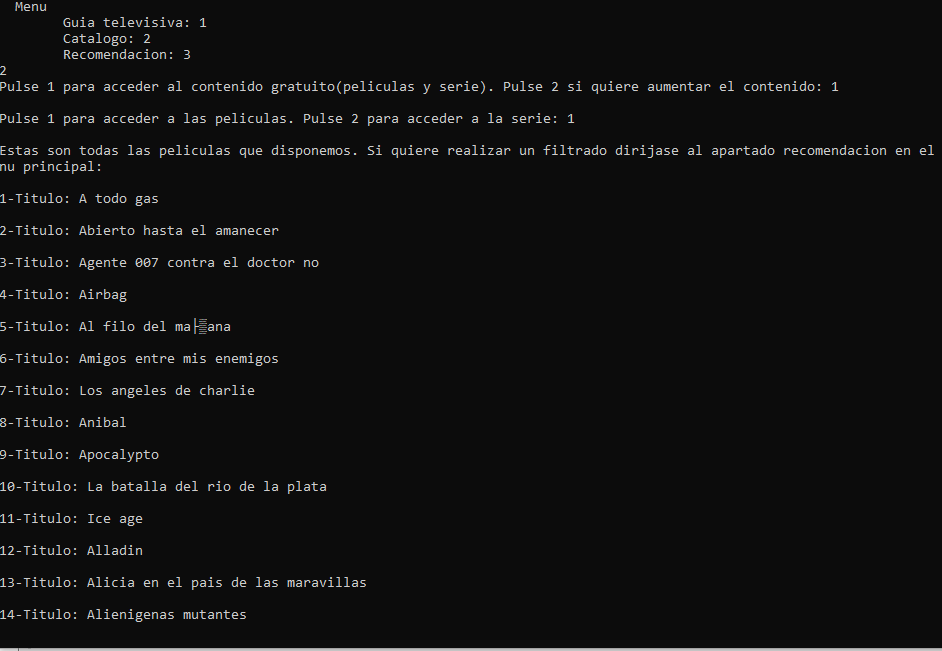 Menu
Guia televisiva: 1
Catalogo: 2
Recomendacion: 3
2
Pulse 1 para acceder al contenido gratuito(peliculas y serie). Pulse 2 si quiere aumentar el contenido: 1
Pulse 1 para acceder a las peliculas. Pulse 2 para acceder a la serie: 1
Estas son todas las peliculas que disponemos. Si quiere realizar un filtrado dirijase al apartado recomendacion en el
nu principal:
1-Titulo: A todo gas
2-Titulo: Abierto hasta el amanecer
3-Titulo: Agente 007 contra el doctor no
4-Titulo: Airbag
5-Titulo: Al filo del ma├▒ana
6-Titulo: Amigos entre mis enemigos
7-Titulo: Los angeles de charlie
8-Titulo: Anibal
9-Titulo: Apocalypto
10-Titulo: La batalla del rio de la plata
11-Titulo: Ice age
12-Titulo: Alladin
13-Titulo: Alicia en el pais de las maravillas
14-Titulo: Alienigenas mutantes